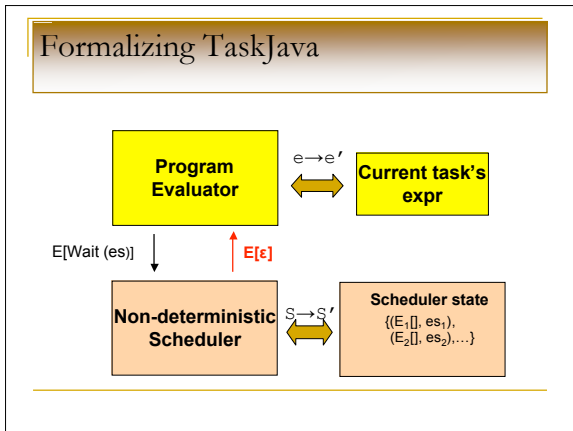 Formalizing TaskJava
Program
Evaluator
e→e’
Current task’s
expr
E[Wait (es)]
E[ε]
Non-deterministic
Scheduler
S→S’
Scheduler state
{(E₁[], es₁),
(E₂[], es₂),…}